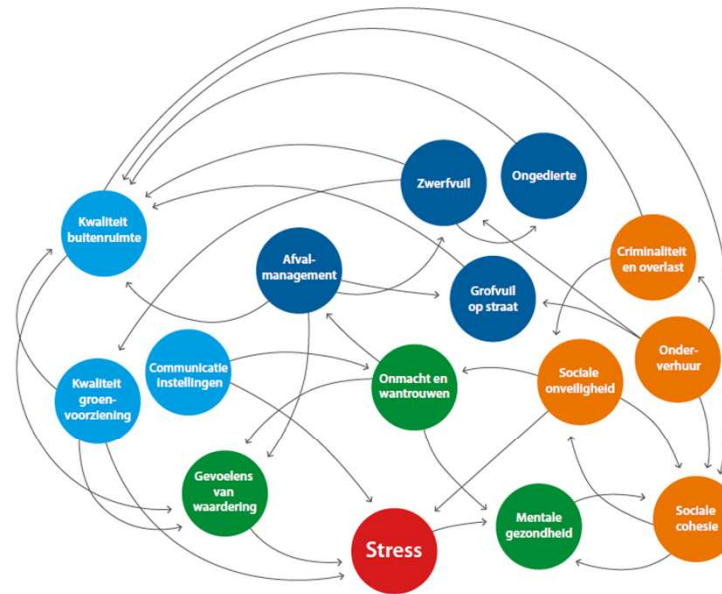 Zwerfvuil
Ongedierte
Kwaliteit
buitenruimte
Criminaliteit
en overlast
Afval-
management
Grofvuil
op straat
Onder-
verhuur
Communicatie
instellingen
Onmacht en
wantrouwen
Sociale
onveiligheid
Kwaliteit
groen-
voorziening
Gevoelens
van
waardering
Stress
Mentale
gezondheid
Sociale
cohesie